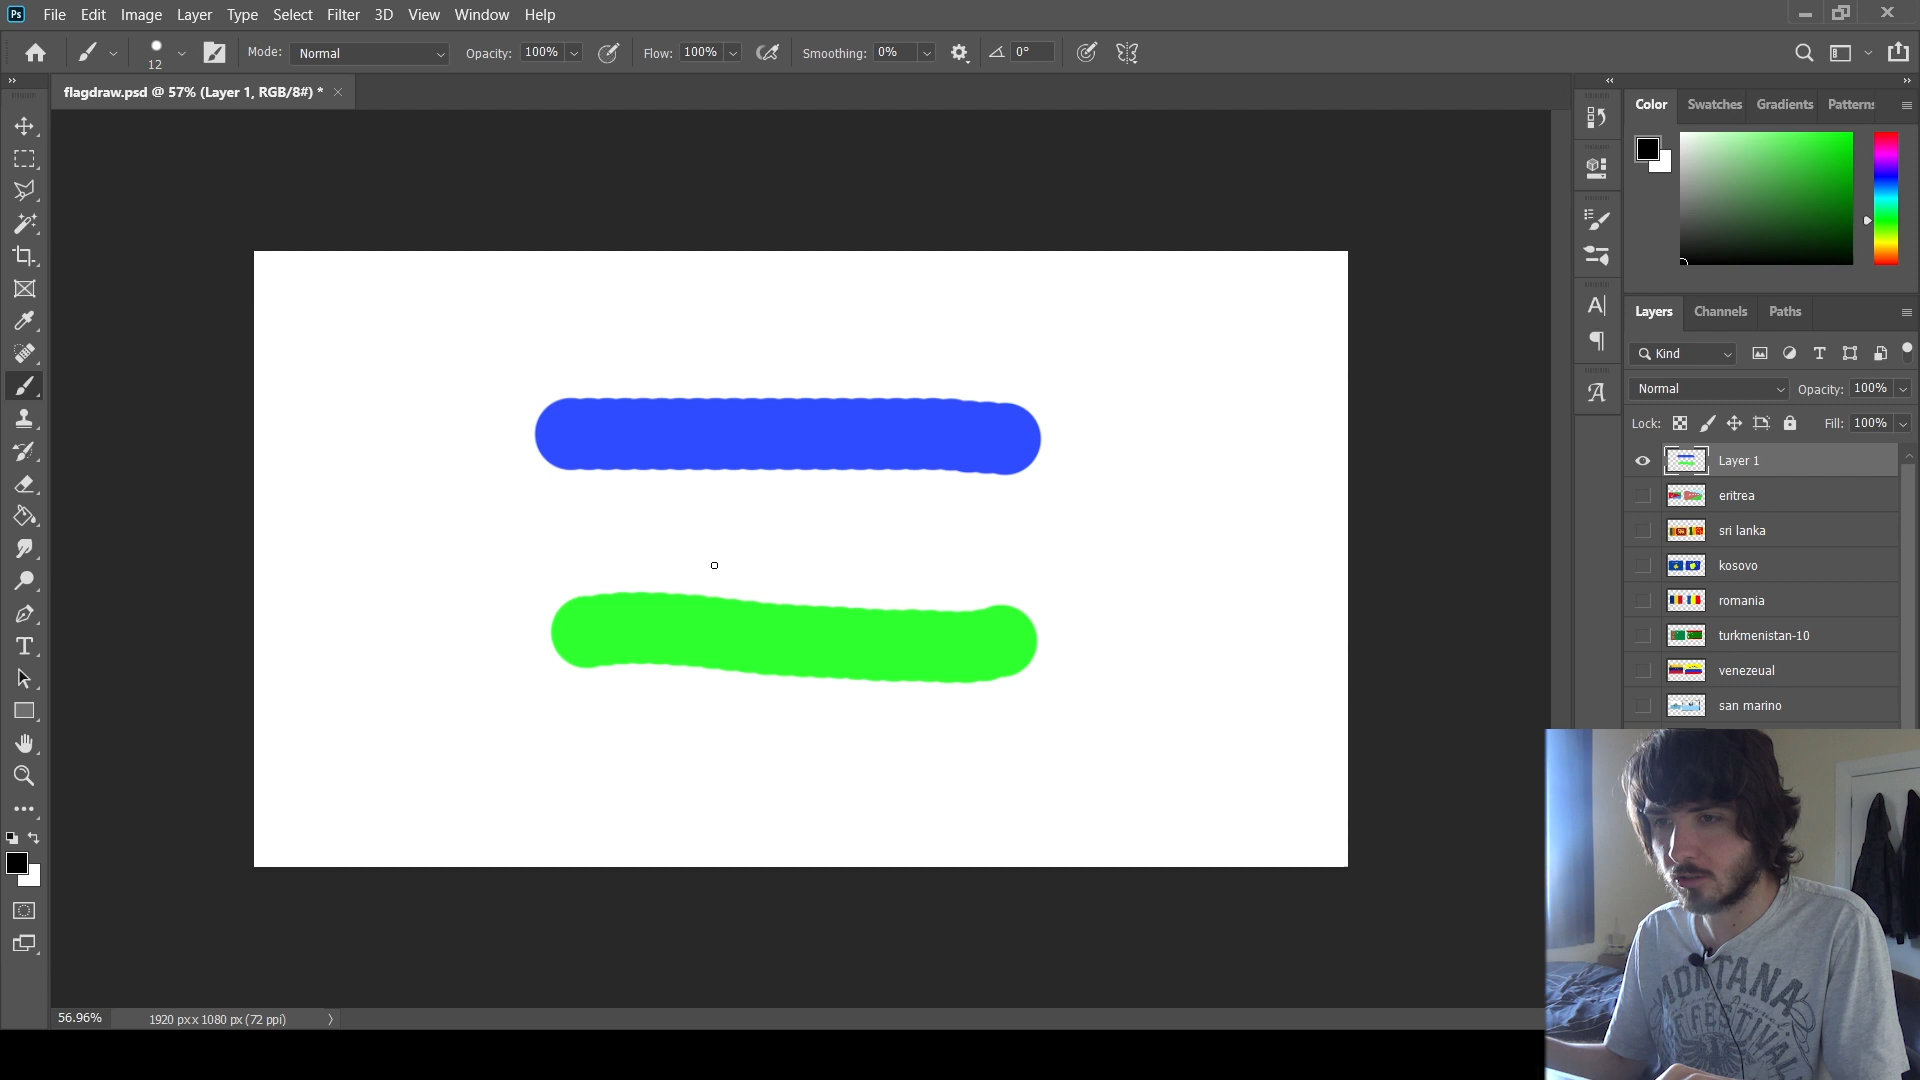 Ps File Edit Image Layer Type Select Filter 3D View Window Help
12 Mode: Normal Opacity: 100% Flow: 100% Smoothing: 0% 0°
flagdraw.psd @ 57% (Layer 1, RGB/8#) *
Color Swatches Gradients Patterns
Layers Channels Paths
Kind
Normal Opacity: 100%
Lock: Fill: 100%
Layer 1
eritrea
sri lanka
kosovo
romania
turkmenistan-10
venezeual
san marino
MONTANA
FESTIVAL
56.96% 1920 px x 1080 px (72 ppi)